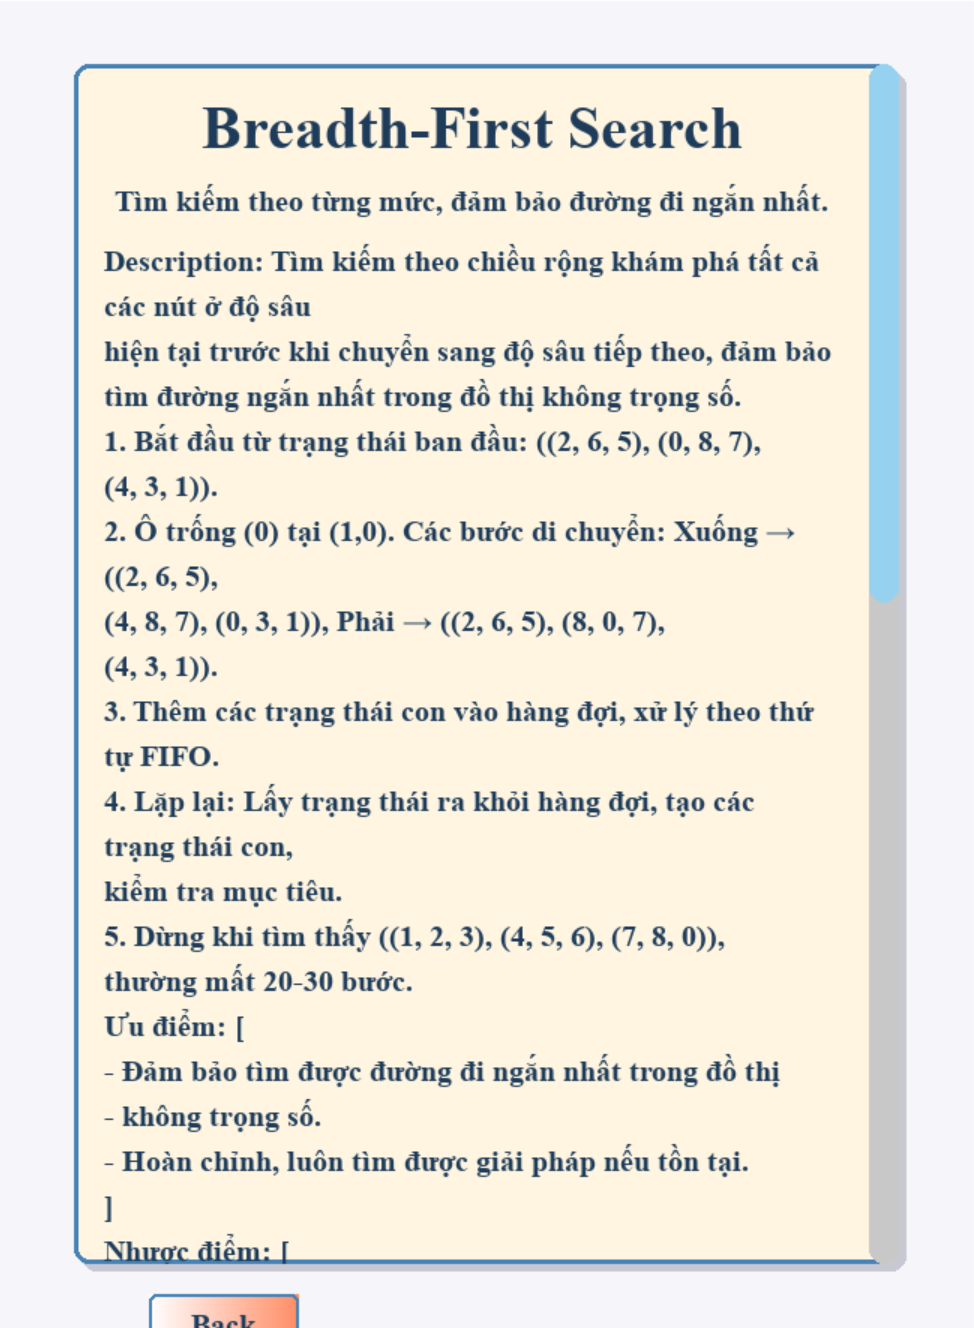 Breadth-First Search
Tìm kiếm theo từng mức, đảm bảo đường đi ngắn nhất.
Description: Tìm kiếm theo chiều rộng khám phá tất cả
các nút ở độ sâu
hiện tại trước khi chuyển sang độ sâu tiếp theo, đảm bảo
tìm đường ngắn nhất trong đồ thị không trọng số.
1. Bắt đầu từ trạng thái ban đầu: ((2, 6, 5), (0, 8, 7),
(4, 3, 1)).
2. Ô trống (0) tại (1,0). Các bước di chuyển: Xuống →
((2, 6, 5),
(4, 8, 7), (0, 3, 1)), Phải → ((2, 6, 5), (8, 0, 7),
(4, 3, 1)).
3. Thêm các trạng thái con vào hàng đợi, xử lý theo thứ
tự FIFO.
4. Lặp lại: Lấy trạng thái ra khỏi hàng đợi, tạo các
trạng thái con,
kiểm tra mục tiêu.
5. Dừng khi tìm thấy ((1, 2, 3), (4, 5, 6), (7, 8, 0)),
thường mất 20-30 bước.
Ưu điểm: [
- Đảm bảo tìm được đường đi ngắn nhất trong đồ thị
- không trọng số.
- Hoàn chỉnh, luôn tìm được giải pháp nếu tồn tại.
]
Nhược điểm: [
Back